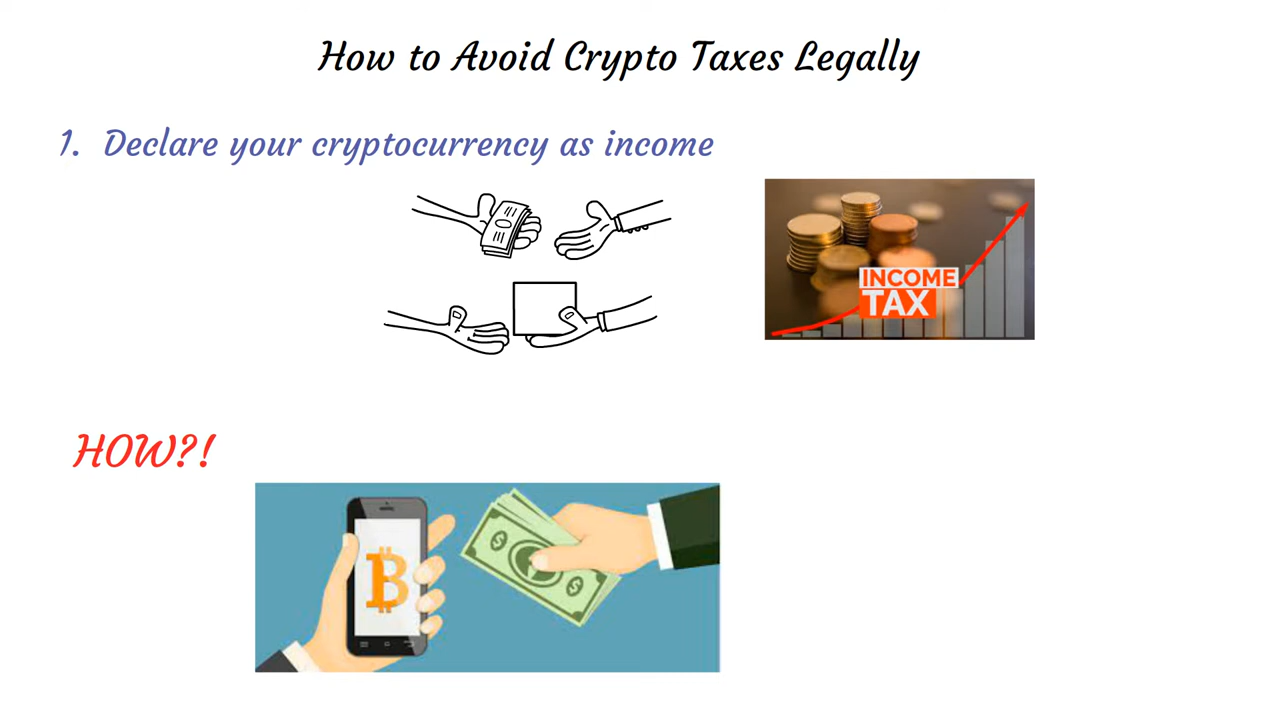 How to Avoid Crypto Taxes Legally
1. Declare your cryptocurrency as income
INCOME
TAX
HOW?!
₿
$ $